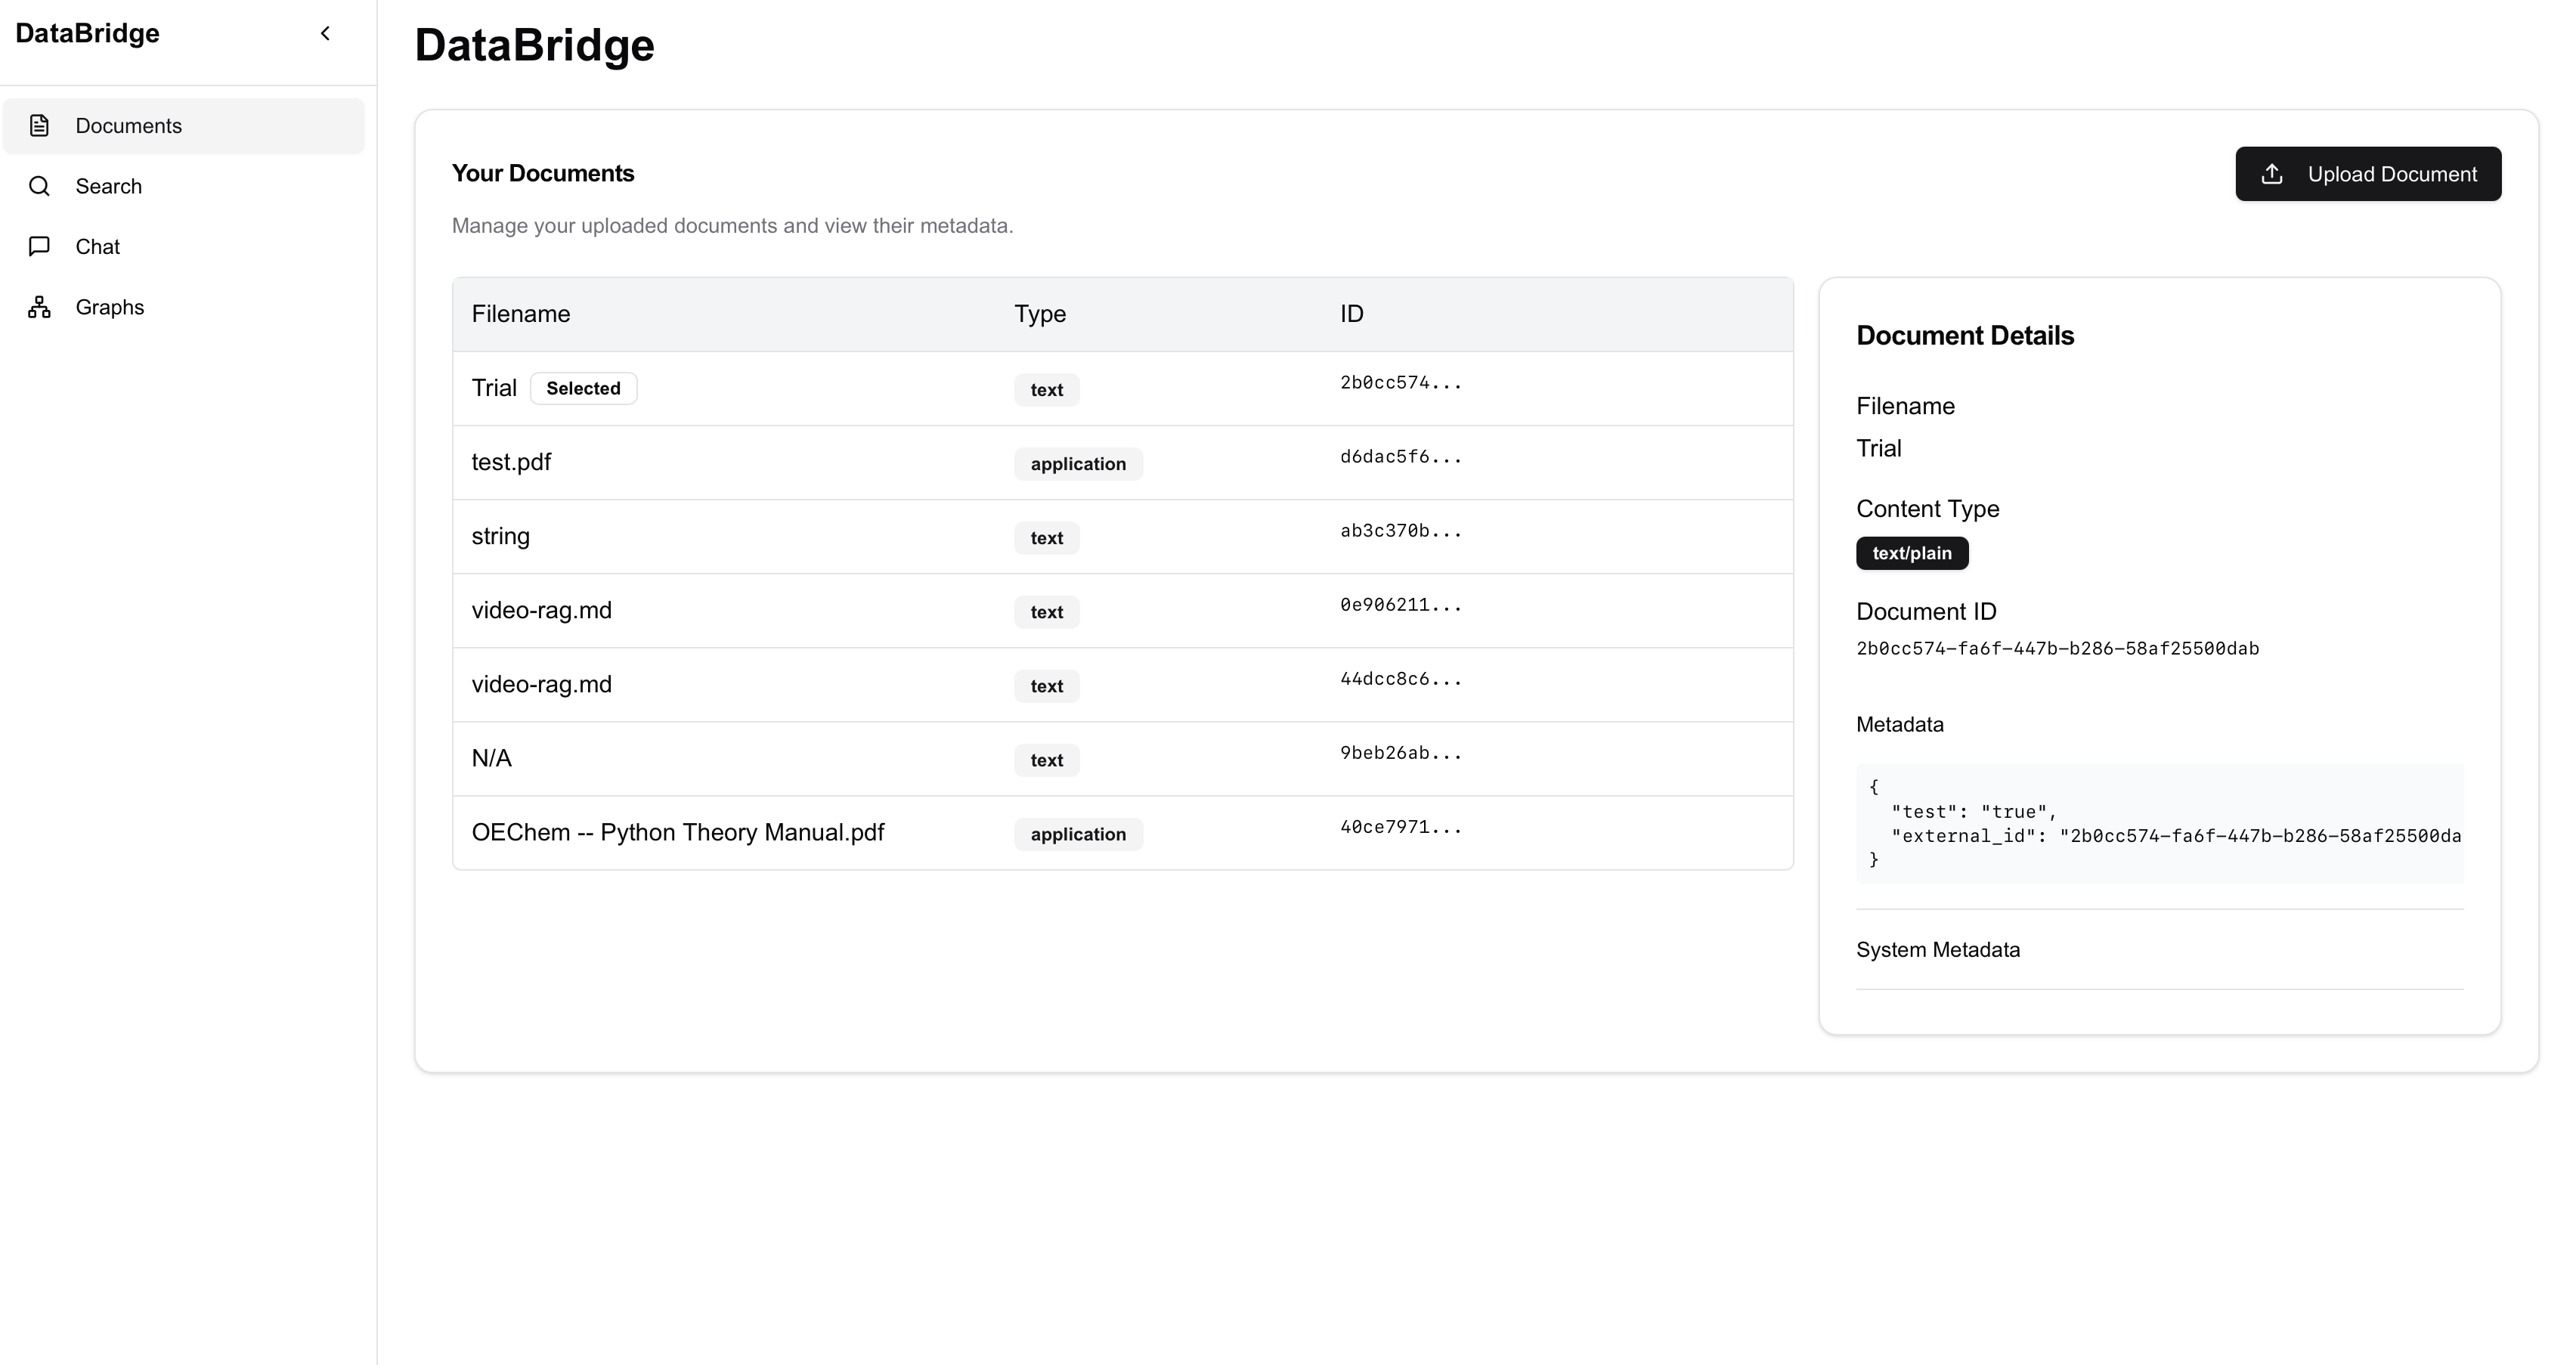 DataBridge
Documents
Search
Chat
Graphs
DataBridge
Your Documents
Upload Document
Manage your uploaded documents and view their metadata.
Filename Type ID
Trial Selected text 2b0cc574...
test.pdf application d6dac5f6...
string text ab3c370b...
video-rag.md text 0e906211...
video-rag.md text 44dcc8c6...
N/A text 9beb26ab...
OEChem -- Python Theory Manual.pdf application 40ce7971...
Document Details
Filename
Trial
Content Type
text/plain
Document ID
2b0cc574-fa6f-447b-b286-58af25500dab
Metadata
{
"test": "true",
"external_id": "2b0cc574-fa6f-447b-b286-58af25500da
}
System Metadata